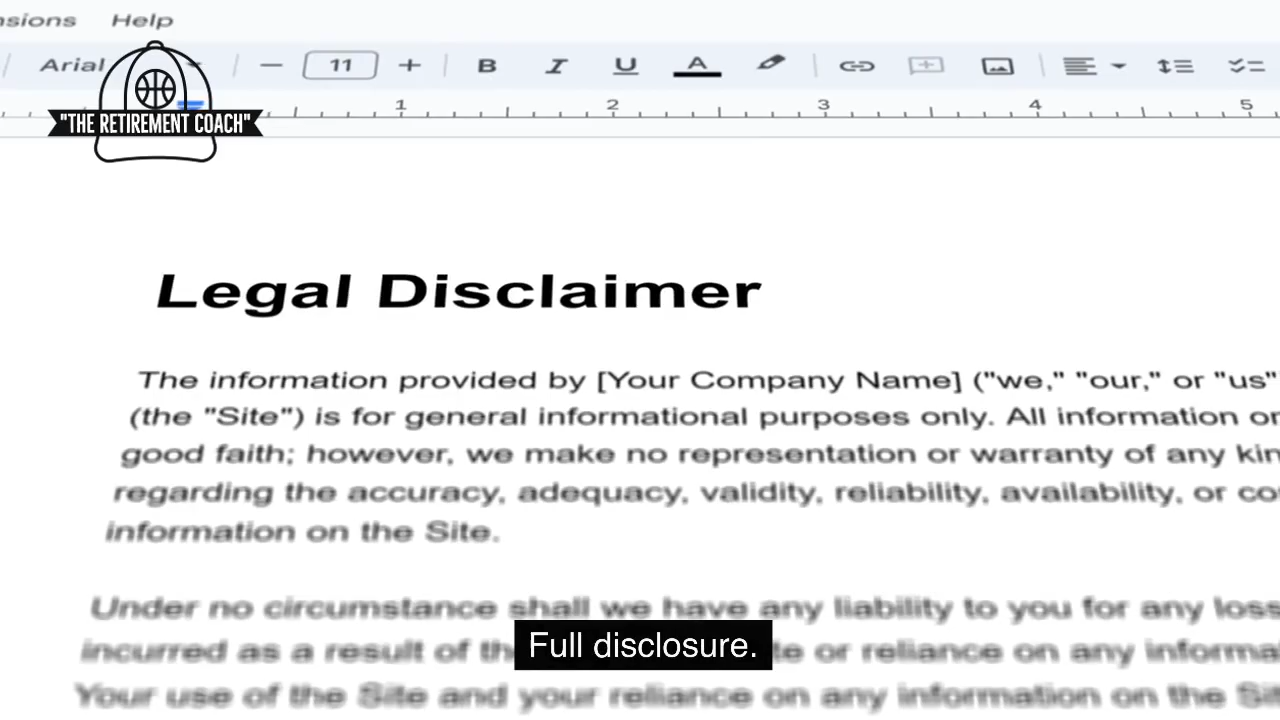 nsions Help
Arial 11 B I U A
1 2 3 4 5
"THE RETIREMENT COACH"
Legal Disclaimer
The information provided by [Your Company Name] ("we," "our," or "us"
(the "Site") is for general informational purposes only. All information or
good faith; however, we make no representation or warranty of any kin
regarding the accuracy, adequacy, validity, reliability, availability, or co
information on the Site.
Under no circumstance shall we have any liability to you for any loss
incurred as a result of th te or reliance on any informa
Full disclosure.
Your use of the Site and your reliance on any information on the Sit